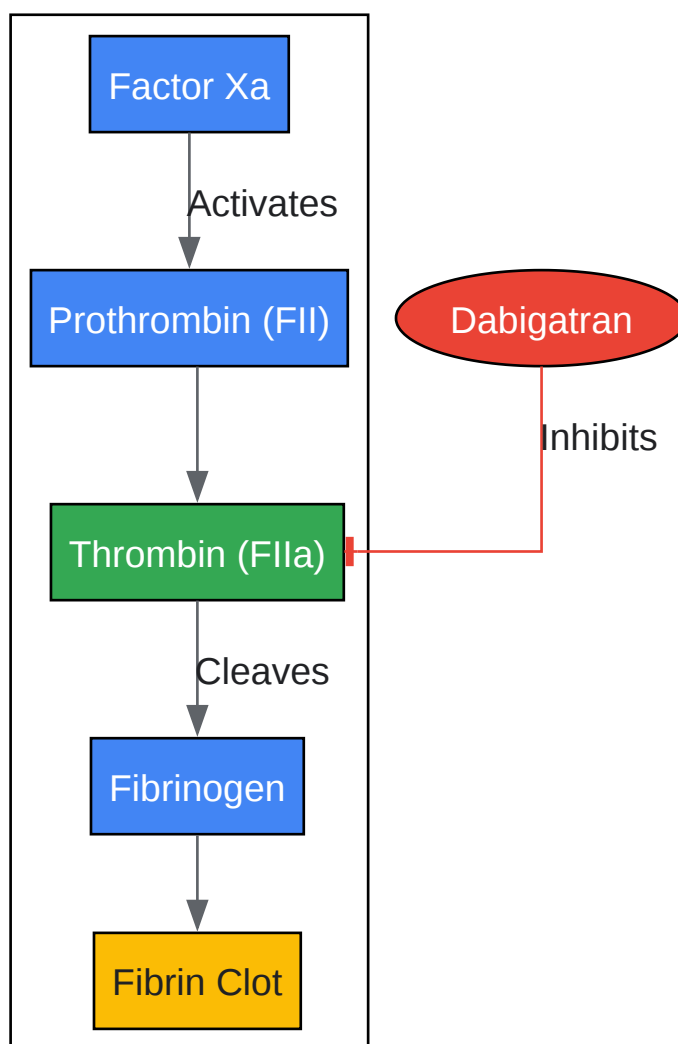 Factor Xa
Activates
Prothrombin (FII)
Dabigatran
Inhibits
Thrombin (FIIa)
Cleaves
Fibrinogen
Fibrin Clot